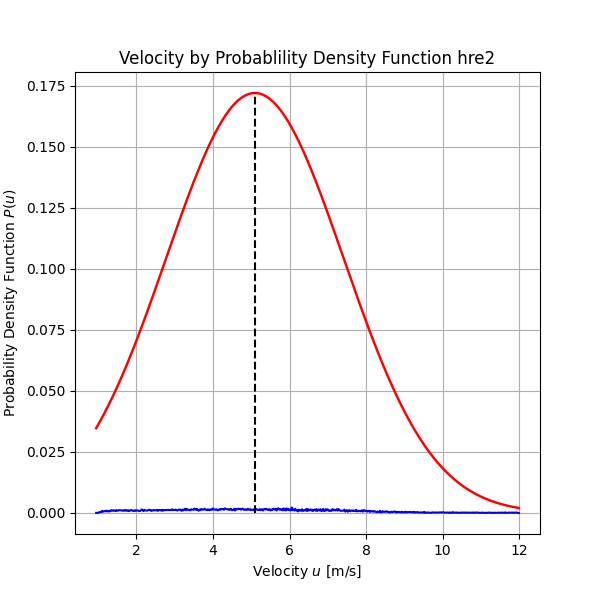 Velocity by Probablility Density Function hre2
Probability Density Function P(u)
0.175
0.150
0.125
0.100
0.075
0.050
0.025
0.000
2 4 6 8 10 12
Velocity u [m/s]